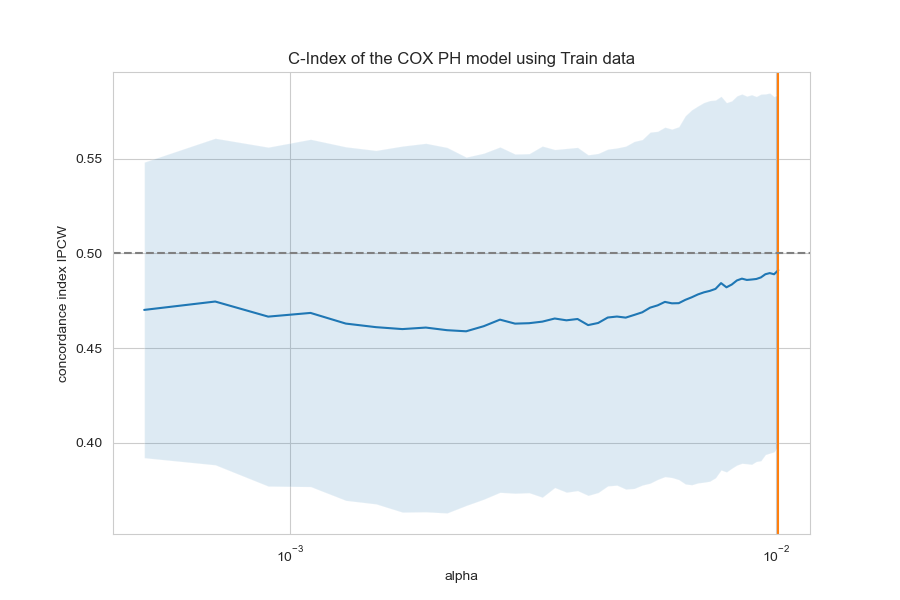 C-Index of the COX PH model using Train data
concordance index IPCW
0.55
0.50
0.45
0.40
10⁻³
10⁻²
alpha